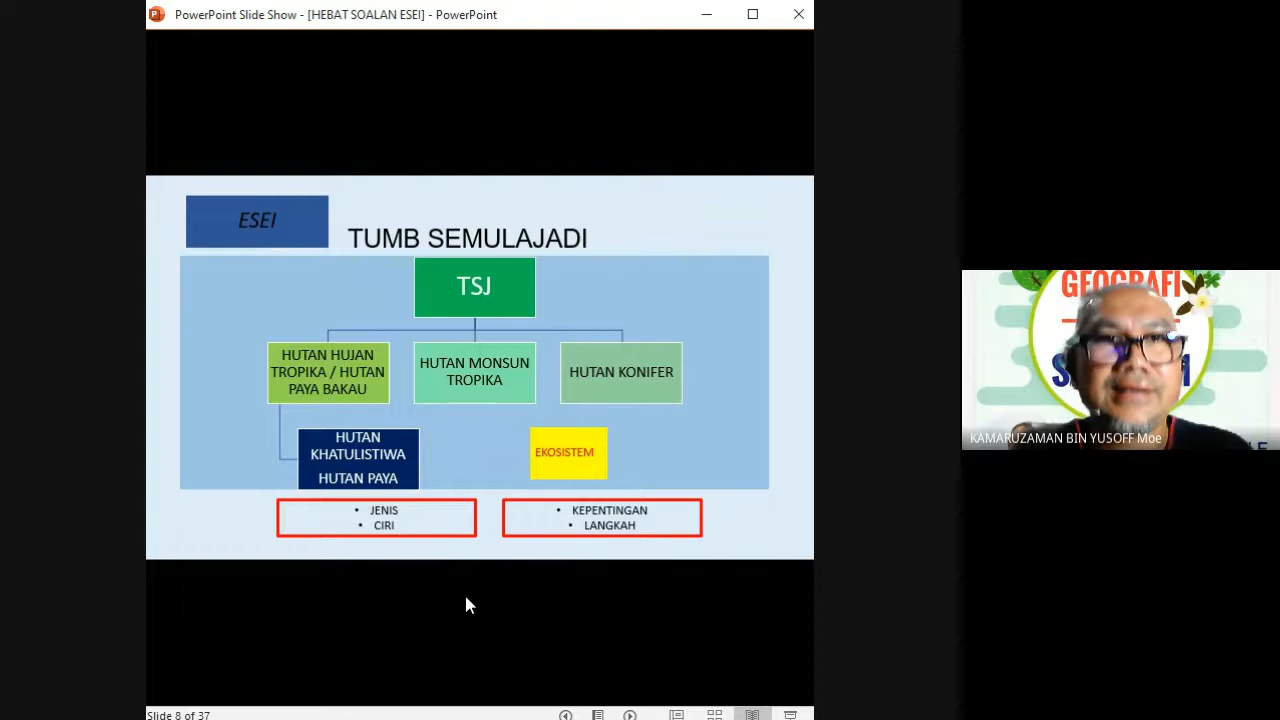 PowerPoint Slide Show - [HEBAT SOALAN ESEI] - PowerPoint
ESEI
TUMB SEMULAJADI
TSJ
HUTAN HUJAN
TROPIKA / HUTAN
PAYA BAKAU
HUTAN MONSUN
TROPIKA
HUTAN KONIFER
HUTAN
KHATULISTIWA
HUTAN PAYA
EKOSISTEM
• JENIS
• CIRI
• KEPENTINGAN
• LANGKAH
GEOGRAFI
KAMARUZAMAN BIN YUSOFF Moe
Slide 8 of 37